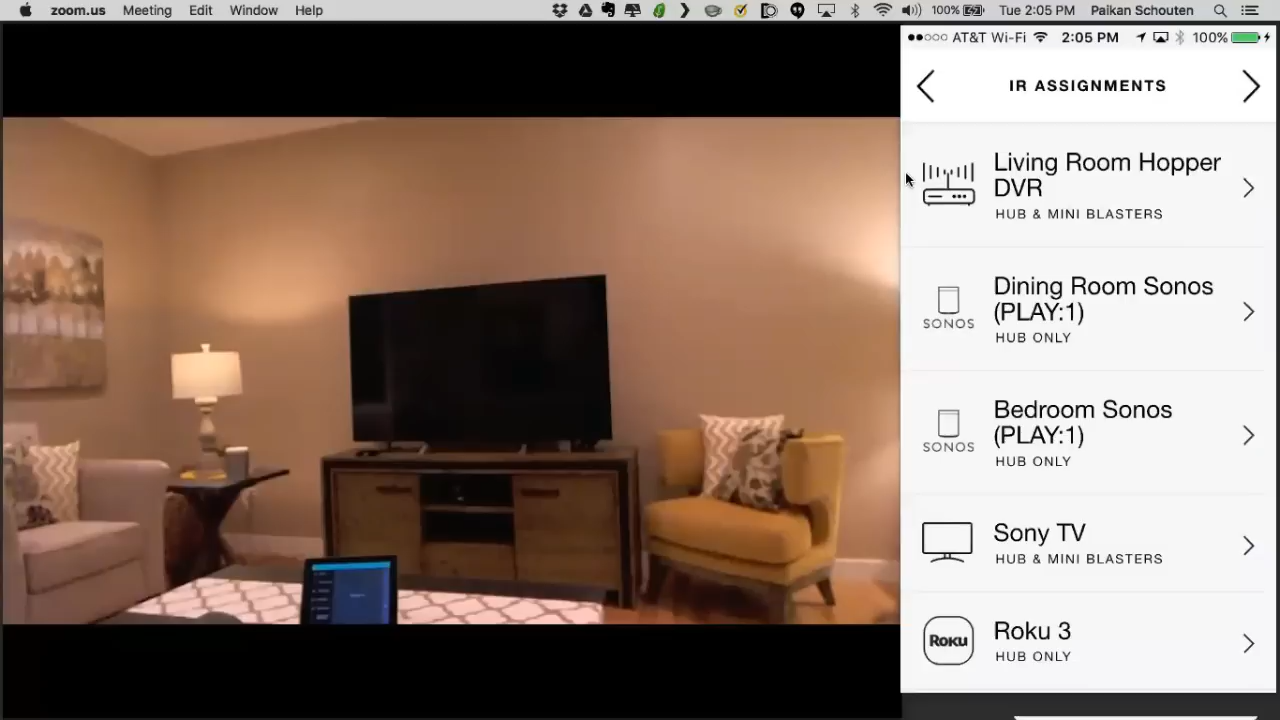 zoom.us Meeting Edit Window Help 100% Tue 2:05 PM Paikan Schouten
AT&T Wi-Fi 2:05 PM 100%
IR ASSIGNMENTS
Living Room Hopper
DVR
HUB & MINI BLASTERS
SONOS
Dining Room Sonos
(PLAY:1)
HUB ONLY
SONOS
Bedroom Sonos
(PLAY:1)
HUB ONLY
Sony TV
HUB & MINI BLASTERS
Roku
Roku 3
HUB ONLY